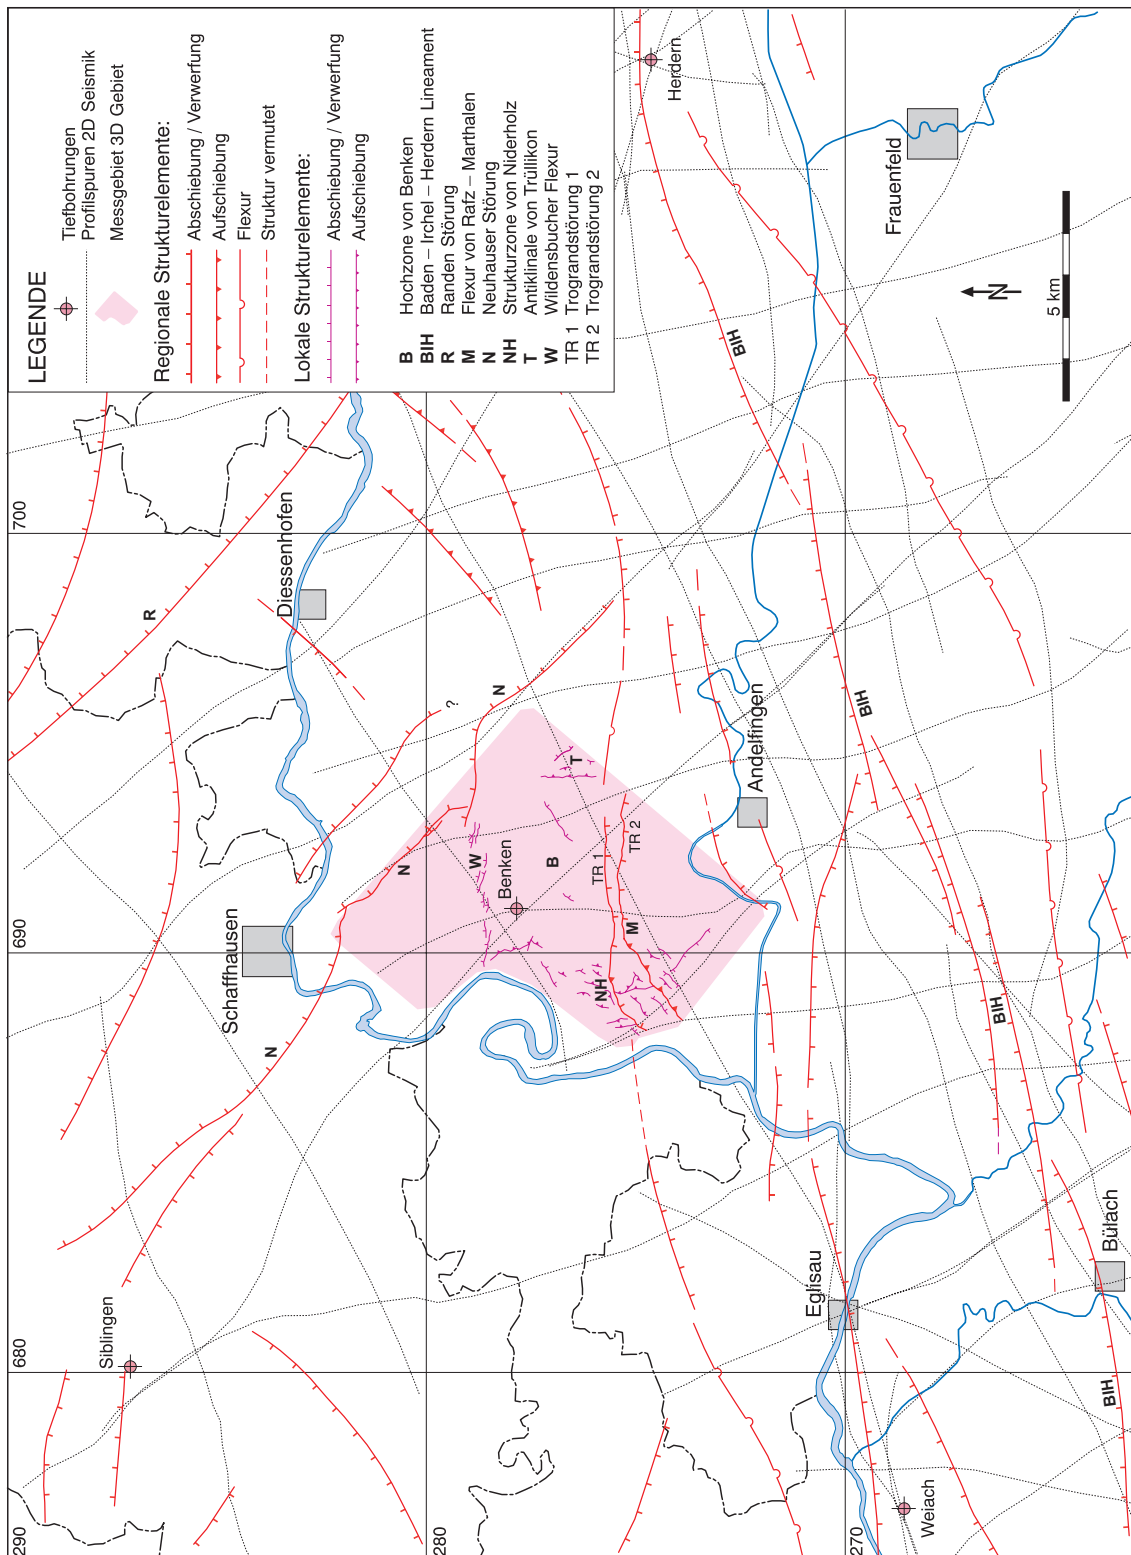 LEGENDE
Tiefbohrungen
Profilspuren 2D Seismik
Messgebiet 3D Gebiet
Regionale Strukturelemente:
Abschiebung / Verwerfung
Aufschiebung
Flexur
Struktur vermutet
Lokale Strukturelemente:
Abschiebung / Verwerfung
Aufschiebung
B Hochzone von Benken
BIH Baden – Irchel – Herdern Lineament
R Randen Störung
M Flexur von Rafz – Marthalen
N Neuhauser Störung
NH Strukturzone von Niderholz
T Antiklinale von Trüllikon
W Wildensbucher Flexur
TR 1 Trograndstörung 1
TR 2 Trograndstörung 2
290
680
690
700
280
270
Siblingen
Schaffhausen
Diessenhofen
R
N
N
N
?
W
Benken
B
T
TR 1
TR 2
M
NH
Herdern
Frauenfeld
Andelfingen
BIH
BIH
BIH
BIH
Eglisau
Bülach
Weiach
N
5 km